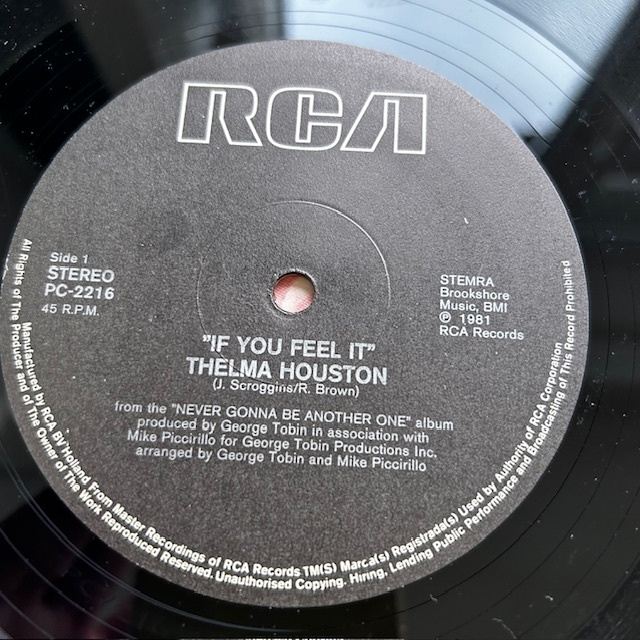 RCA
Side 1
STEREO
PC-2216
45 R.P.M.
STEMRA
Brookshore
Music, BMI
℗ 1981
RCA Records
"IF YOU FEEL IT"
THELMA HOUSTON
(J. Scroggins/R. Brown)
from the "NEVER GONNA BE ANOTHER ONE" album
produced by George Tobin in association with
Mike Piccirillo for George Tobin Productions Inc.
arranged by George Tobin and Mike Piccirillo
Manufactured by RCA BV Holland From Master Recordings of RCA Records TM(S) Marca(s) Registrada(s) Used by Authority of RCA Corporation
All Rights of The Producer and of The Owner of The Work Reproduced Reserved. Unauthorised Copying. Hiring, Lending Public Performance and Broadcasting of This Record Prohibited